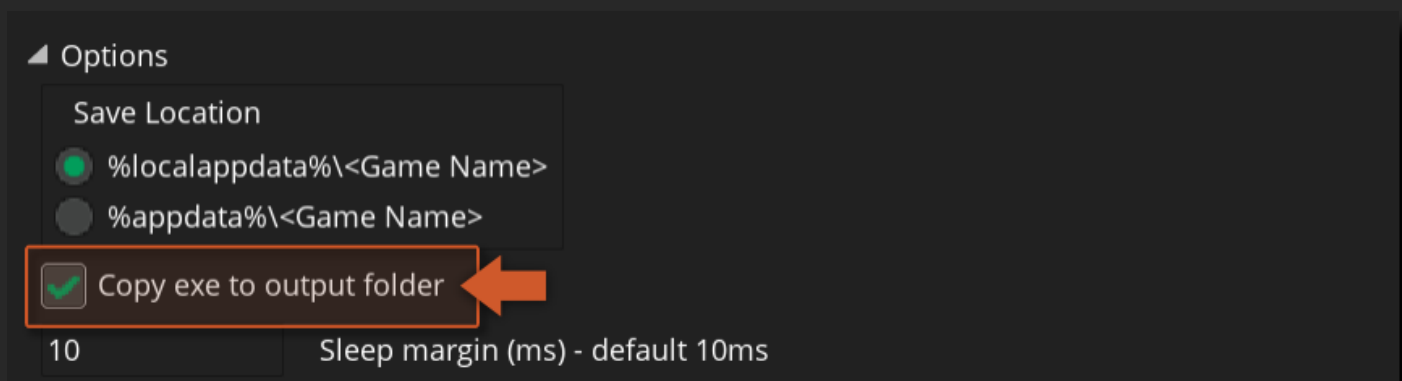 Options
Save Location
%localappdata%\<Game Name>
%appdata%\<Game Name>
Copy exe to output folder
10 Sleep margin (ms) - default 10ms